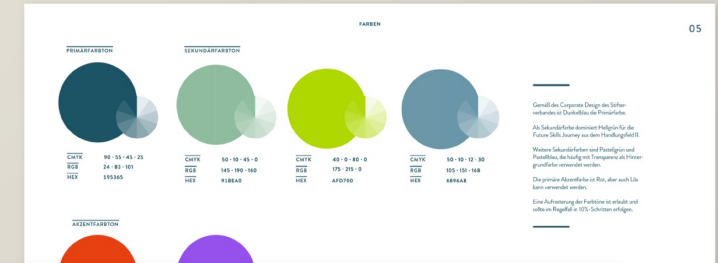 FARBEN
05
PRIMÄRFARBTON
SEKUNDÄRFARBTON
CMYK 90 - 55 - 45 - 25
RGB 24 - 83 - 101
HEX 195365
CMYK 50 - 10 - 45 - 0
RGB 145 - 190 - 160
HEX 91BEA0
CMYK 40 - 0 - 80 - 0
RGB 175 - 215 - 0
HEX AFD700
CMYK 50 - 10 - 12 - 30
RGB 105 - 151 - 168
HEX 6896A8
Gemäß des Corporate Design des Stifter-
verbandes ist Dunkelblau die Primärfarbe.
Als Sekundärfarbe dominiert Hellgrün für die
Future Skills Journey aus dem Handlungsfeld II.
Weitere Sekundärfarben sind Pastellgrün und
Pastellblau, die häufig mit Transparenz als Hinter-
grundfarbe verwendet werden.
Die primäre Akzentfarbe ist Rot, aber auch Lila
kann verwendet werden.
Eine Aufrasterung der Farbtöne ist erlaubt und
sollte im Regelfall in 10%-Schritten erfolgen.
AKZENTFARBTON